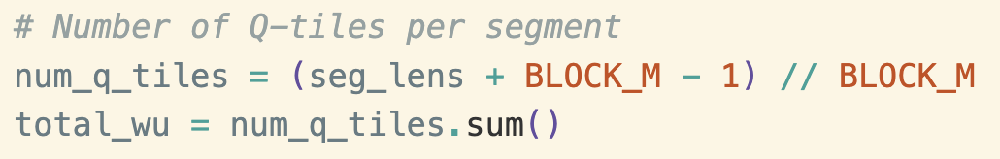 # Number of Q-tiles per segment
num_q_tiles = (seg_lens + BLOCK_M - 1) // BLOCK_M
total_wu = num_q_tiles.sum()